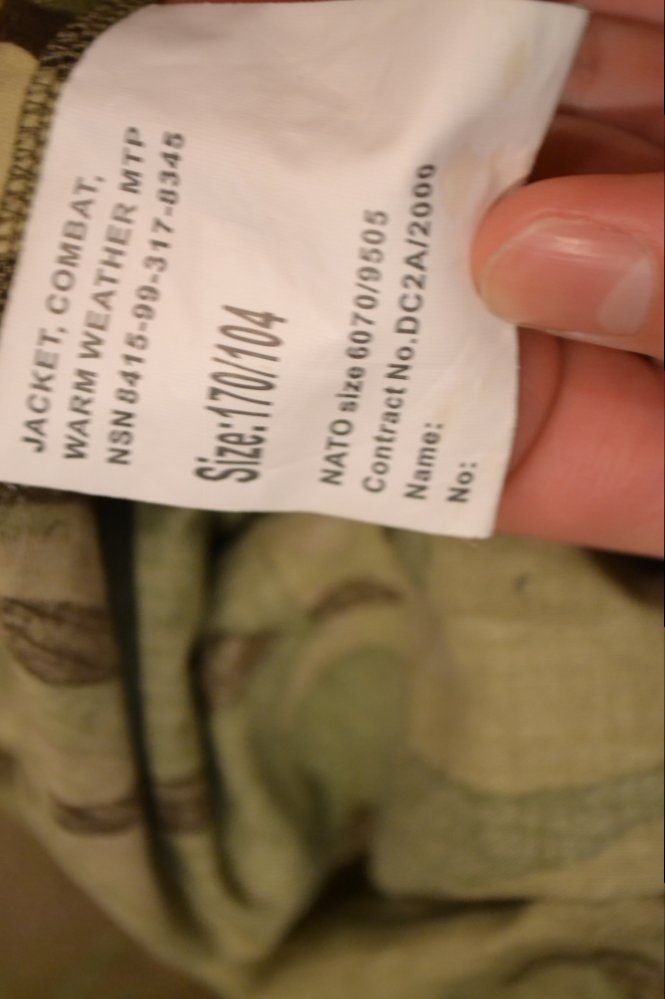 JACKET, COMBAT,
WARM WEATHER MTP
NSN 8415-99-317-8345
Size:170/104
NATO size 6070/9505
Contract No.DC2A/2000
Name:
No: